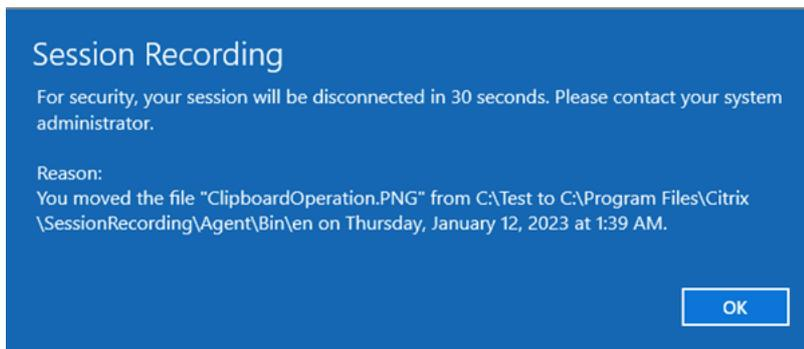 Session Recording
For security, your session will be disconnected in 30 seconds. Please contact your system
administrator.
Reason:
You moved the file "ClipboardOperation.PNG" from C:\Test to C:\Program Files\Citrix
\SessionRecording\Agent\Bin\en on Thursday, January 12, 2023 at 1:39 AM.
OK